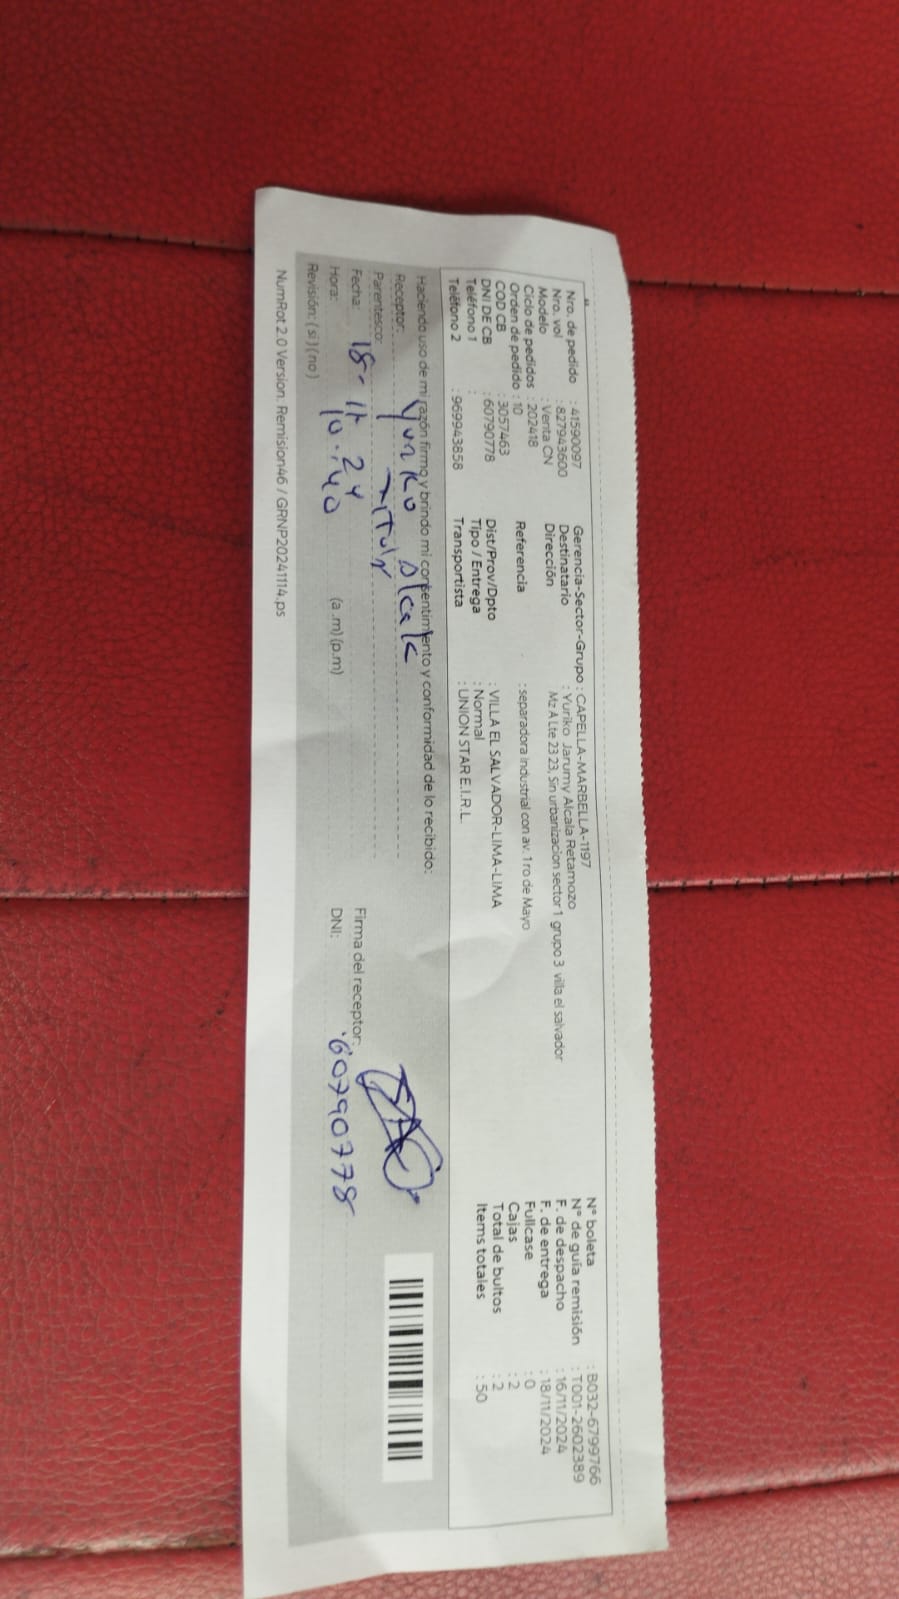 Nro. de pedido : 41590097
Nro. vol : 827943600
Modelo : Venta CN
Ciclo de pedidos : 202418
Orden de pedido : 10
COD CB : 3057463
DNI DE CB : 60790778
Teléfono 1 :
Teléfono 2 : 969943858
Gerencia-Sector-Grupo : CAPELLA-MARBELLA-1197
Destinatario : Yuriko Jarumy Alcala Retamozo
Dirección Mz A Lte 23 23, Sin urbanizacion sector 1 grupo 3 villa el salvador
Referencia : separadora industrial con av. 1ro de Mayo
Dist/Prov/Dpto : VILLA EL SALVADOR-LIMA-LIMA
Tipo / Entrega : Normal
Transportista : UNION STAR E.I.R.L.
N° boleta : B032-6799766
N° de guía remisión : T001-2602389
F. de despacho : 16/11/2024
F. de entrega : 18/11/2024
Fullcase : 0
Cajas : 2
Total de bultos : 2
Items totales : 50
Haciendo uso de mi razón firmo y brindo mi consentimiento y conformidad de lo recibido:
Receptor:
Parentesco:
Fecha: 18-11 24
Hora: 10:40 (a.m) (p.m)
Revisión: (si) (no)
Firma del receptor:
DNI: 60790778
NumRot 2.0 Version. Remision46 / GRNP20241114.ps